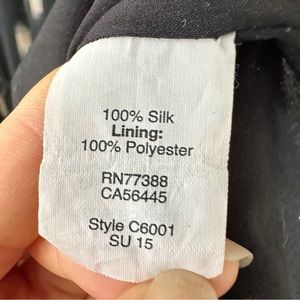 100% Silk
Lining:
100% Polyester
RN77388
CA56445
Style C6001
SU 15